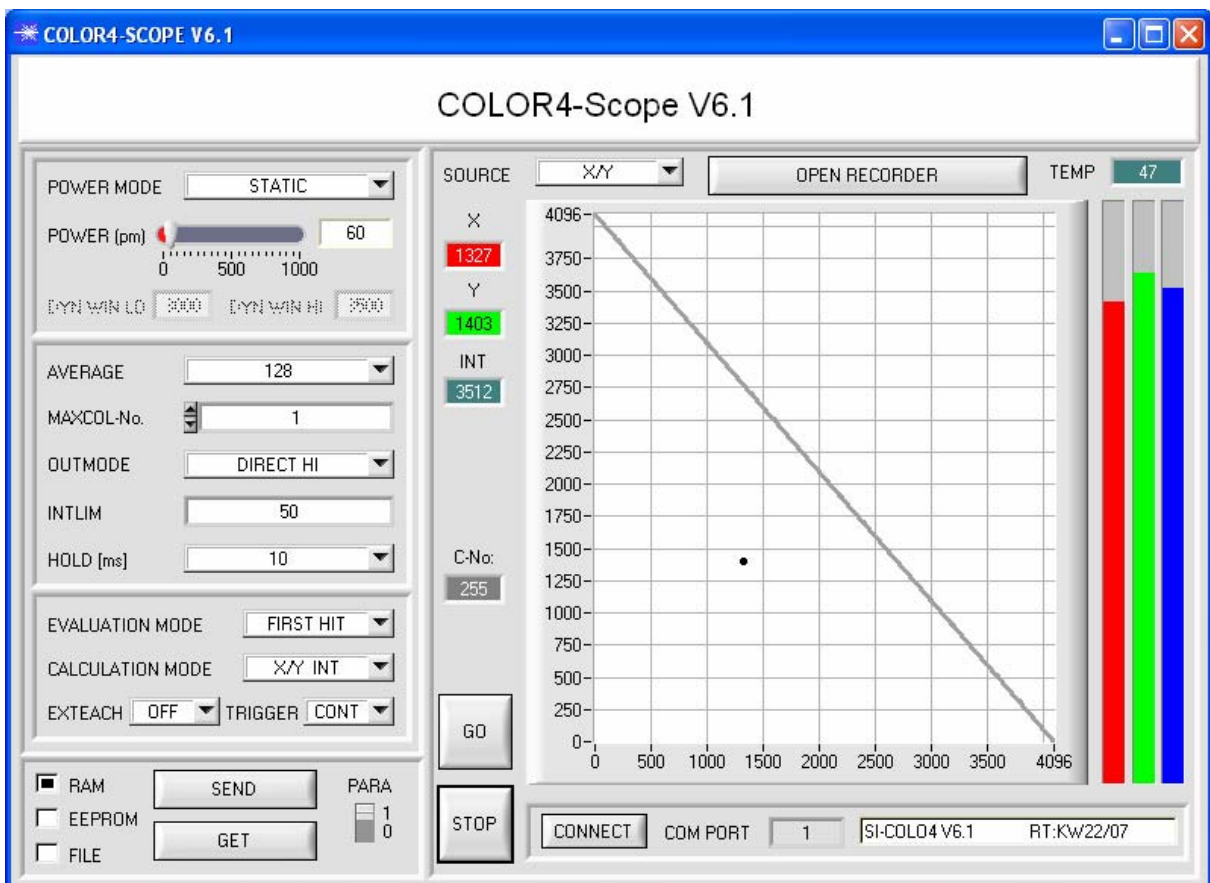 COLOR4-SCOPE V6.1
COLOR4-Scope V6.1
POWER MODE STATIC
POWER (pm) 60
0 500 1000
DYN WIN LO 3000 DYN WIN HI 3500
AVERAGE 128
MAXCOL-No. 1
OUTMODE DIRECT HI
INTLIM 50
HOLD [ms] 10
EVALUATION MODE FIRST HIT
CALCULATION MODE X/Y INT
EXTEACH OFF TRIGGER CONT
RAM
EEPROM
FILE
SEND
GET
PARA
1
0
SOURCE X/Y OPEN RECORDER TEMP 47
X
1327
Y
1403
INT
3512
C-No:
255
GO
STOP
4096
3750
3500
3250
3000
2750
2500
2250
2000
1750
1500
1250
1000
750
500
250
0
0 500 1000 1500 2000 2500 3000 3500 4096
CONNECT COM PORT 1 SI-COLO4 V6.1 RT:KW22/07